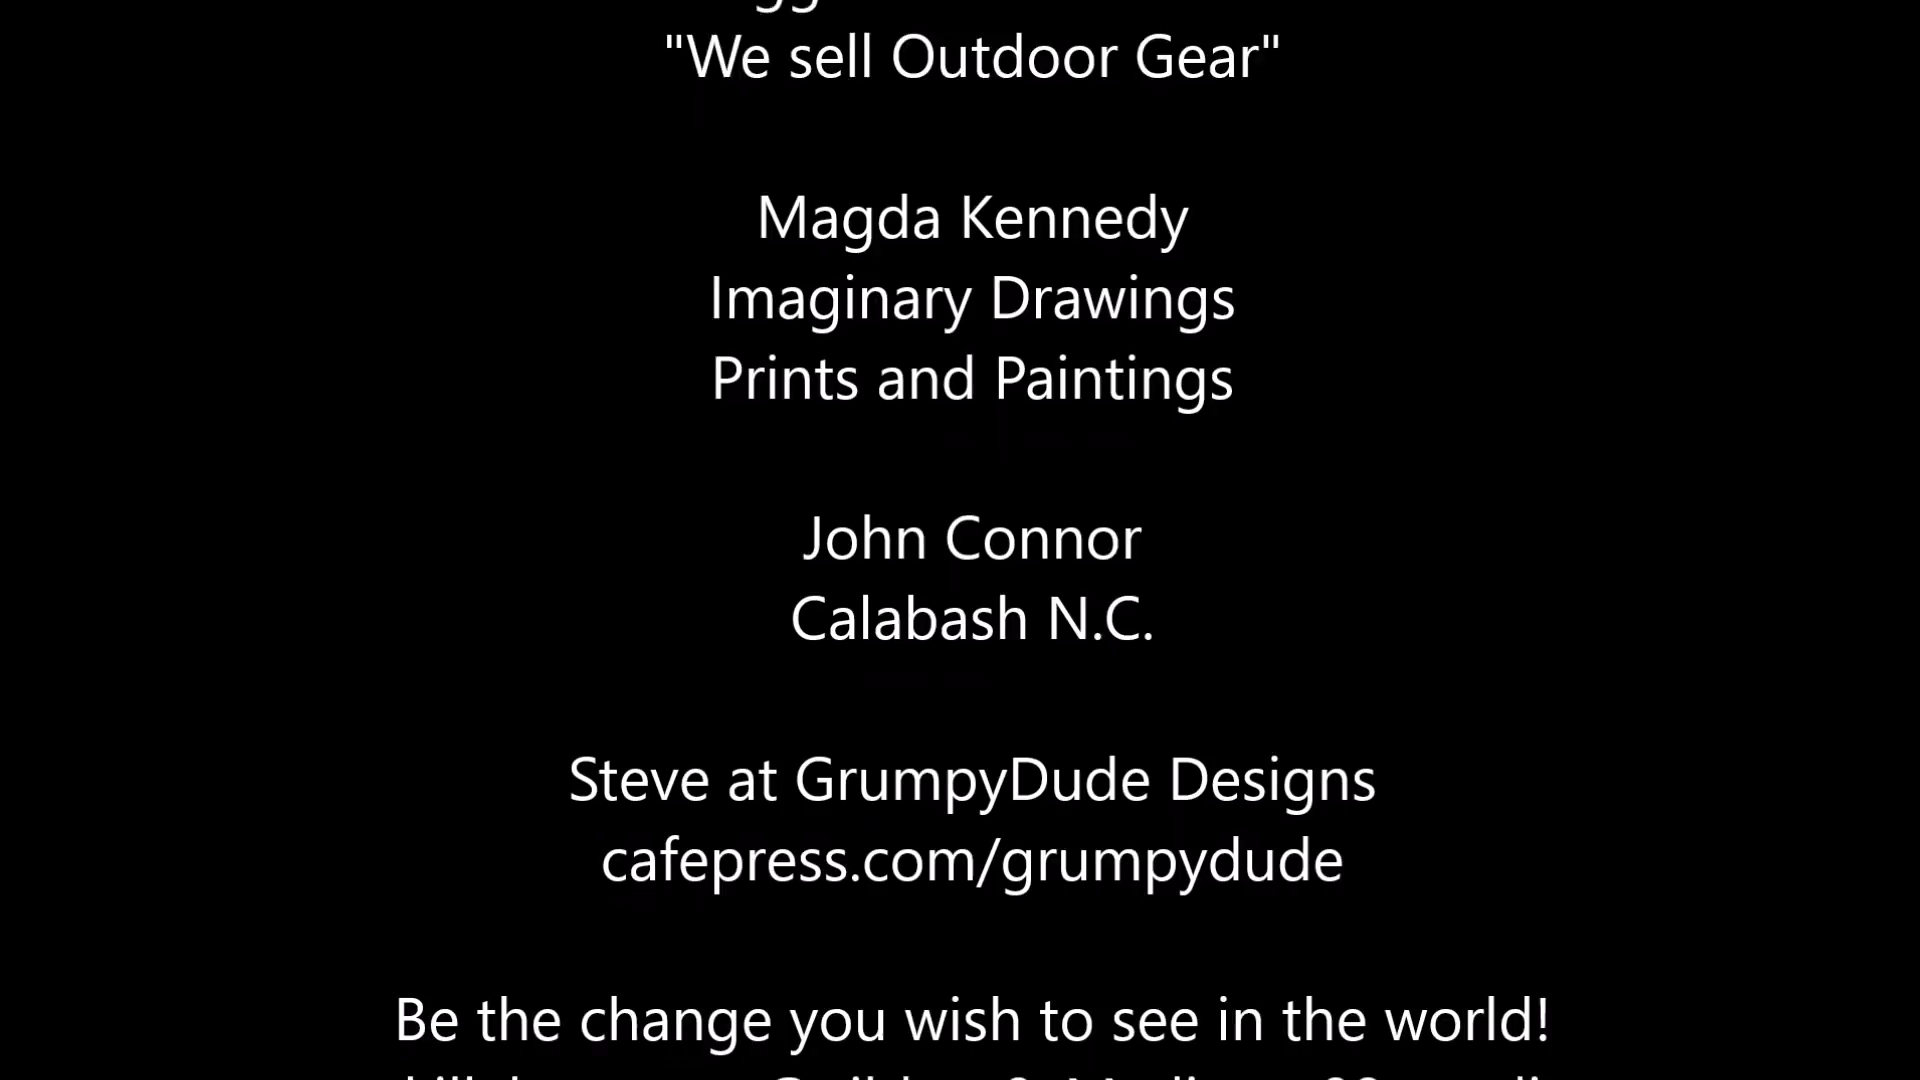 "We sell Outdoor Gear"
Magda Kennedy
Imaginary Drawings
Prints and Paintings
John Connor
Calabash N.C.
Steve at GrumpyDude Designs
cafepress.com/grumpydude
Be the change you wish to see in the world!